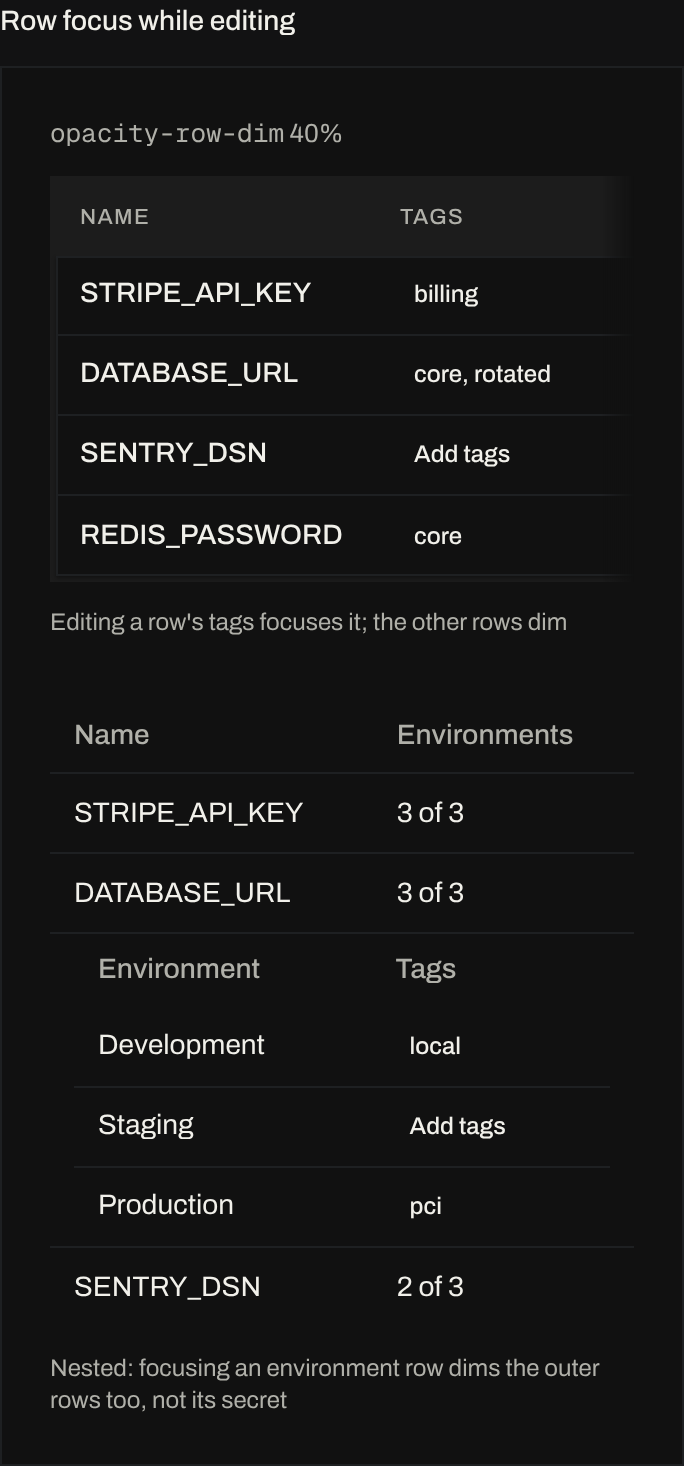 Row focus while editing
opacity-row-dim 40%
NAME TAGS
STRIPE_API_KEY billing
DATABASE_URL core, rotated
SENTRY_DSN Add tags
REDIS_PASSWORD core
Editing a row's tags focuses it; the other rows dim
Name Environments
STRIPE_API_KEY 3 of 3
DATABASE_URL 3 of 3
Environment Tags
Development local
Staging Add tags
Production pci
SENTRY_DSN 2 of 3
Nested: focusing an environment row dims the outer
rows too, not its secret